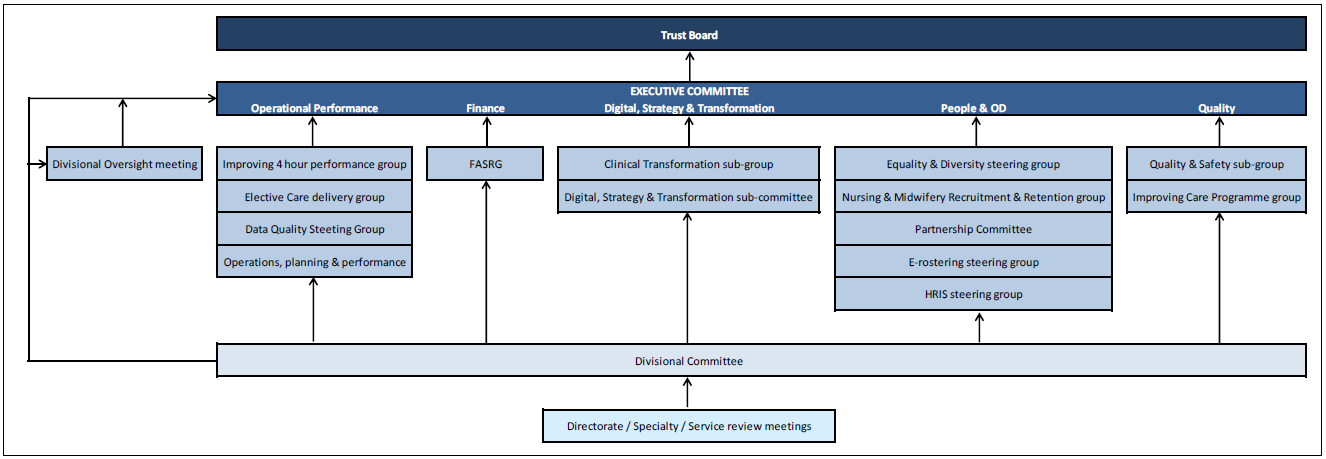 Trust Board
EXECUTIVE COMMITTEE
Operational Performance
Finance
Digital, Strategy & Transformation
People & OD
Quality
Divisional Oversight meeting
Improving 4 hour performance group
Elective Care delivery group
Data Quality Steeting Group
Operations, planning & performance
FASRG
Clinical Transformation sub-group
Digital, Strategy & Transformation sub-committee
Equality & Diversity steering group
Nursing & Midwifery Recruitment & Retention group
Partnership Committee
E-rostering steering group
HRIS steering group
Quality & Safety sub-group
Improving Care Programme group
Divisional Committee
Directorate / Specialty / Service review meetings